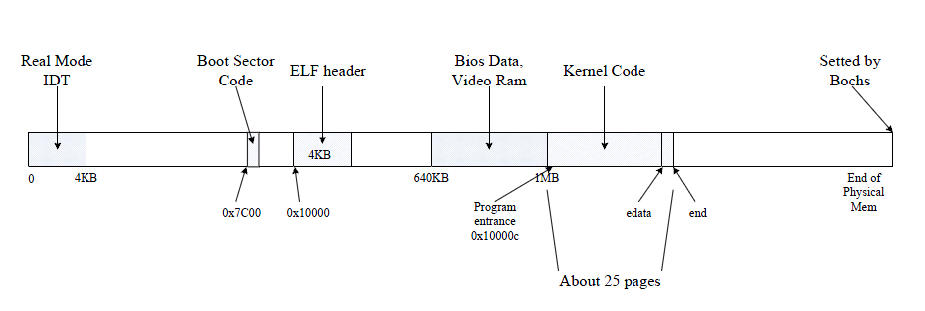 Real Mode
IDT
Boot Sector
Code
ELF header
Bios Data,
Video Ram
Kernel Code
Setted by
Bochs
4KB
0
4KB
640KB
1MB
End of
Physical
Mem
0x7C00
0x10000
Program
entrance
0x10000c
edata
end
About 25 pages